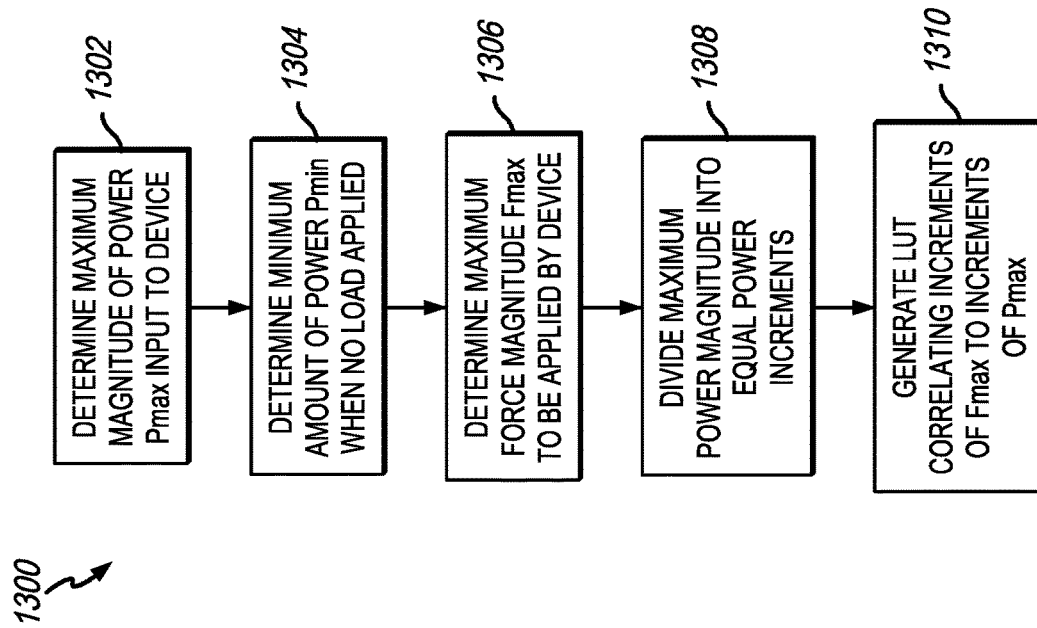 1300
1302
DETERMINE MAXIMUM
MAGNITUDE OF POWER
Pmax INPUT TO DEVICE
1304
DETERMINE MINIMUM
AMOUNT OF POWER Pmin
WHEN NO LOAD APPLIED
1306
DETERMINE MAXIMUM
FORCE MAGNITUDE Fmax
TO BE APPLIED BY DEVICE
1308
DIVIDE MAXIMUM
POWER MAGNITUDE INTO
EQUAL POWER
INCREMENTS
1310
GENERATE LUT
CORRELATING INCREMENTS
OF Fmax TO INCREMENTS
OF Pmax